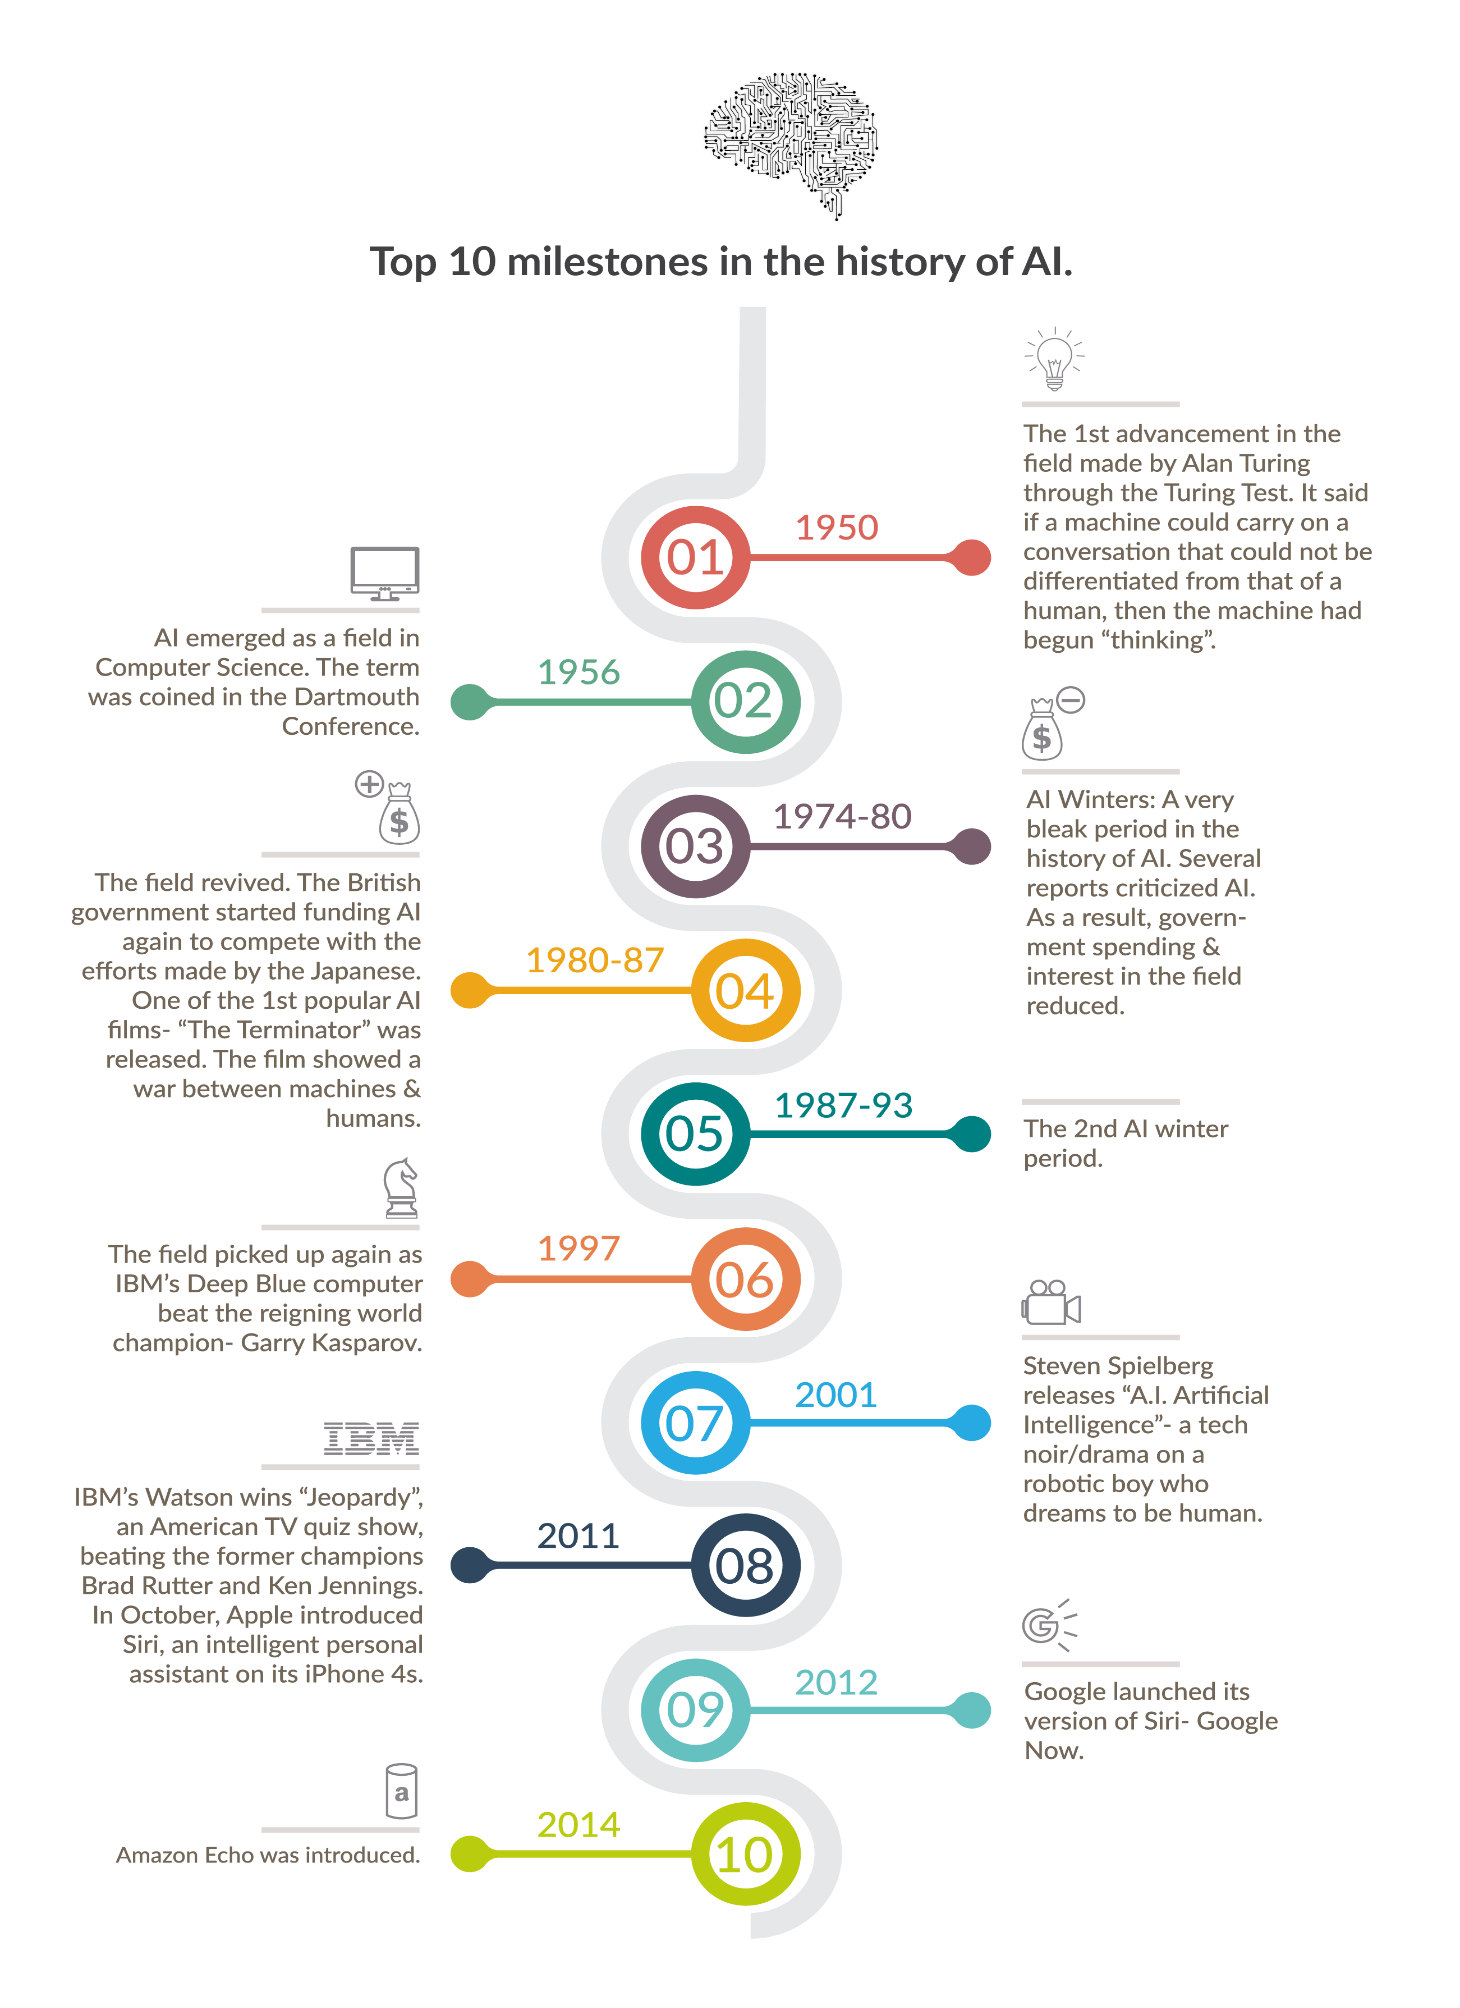 Top 10 milestones in the history of AI.
01
1950
The 1st advancement in the
field made by Alan Turing
through the Turing Test. It said
if a machine could carry on a
conversation that could not be
differentiated from that of a
human, then the machine had
begun “thinking”.
02
1956
AI emerged as a field in
Computer Science. The term
was coined in the Dartmouth
Conference.
03
1974-80
$
AI Winters: A very
bleak period in the
history of AI. Several
reports criticized AI.
As a result, govern-
ment spending &
interest in the field
reduced.
04
1980-87
$
The field revived. The British
government started funding AI
again to compete with the
efforts made by the Japanese.
One of the 1st popular AI
films- “The Terminator” was
released. The film showed a
war between machines &
humans.
05
1987-93
The 2nd AI winter
period.
06
1997
The field picked up again as
IBM’s Deep Blue computer
beat the reigning world
champion- Garry Kasparov.
07
2001
Steven Spielberg
releases “A.I. Artificial
Intelligence”- a tech
noir/drama on a
robotic boy who
dreams to be human.
08
2011
IBM
IBM’s Watson wins “Jeopardy”,
an American TV quiz show,
beating the former champions
Brad Rutter and Ken Jennings.
In October, Apple introduced
Siri, an intelligent personal
assistant on its iPhone 4s.
09
2012
G
Google launched its
version of Siri- Google
Now.
10
2014
a
Amazon Echo was introduced.